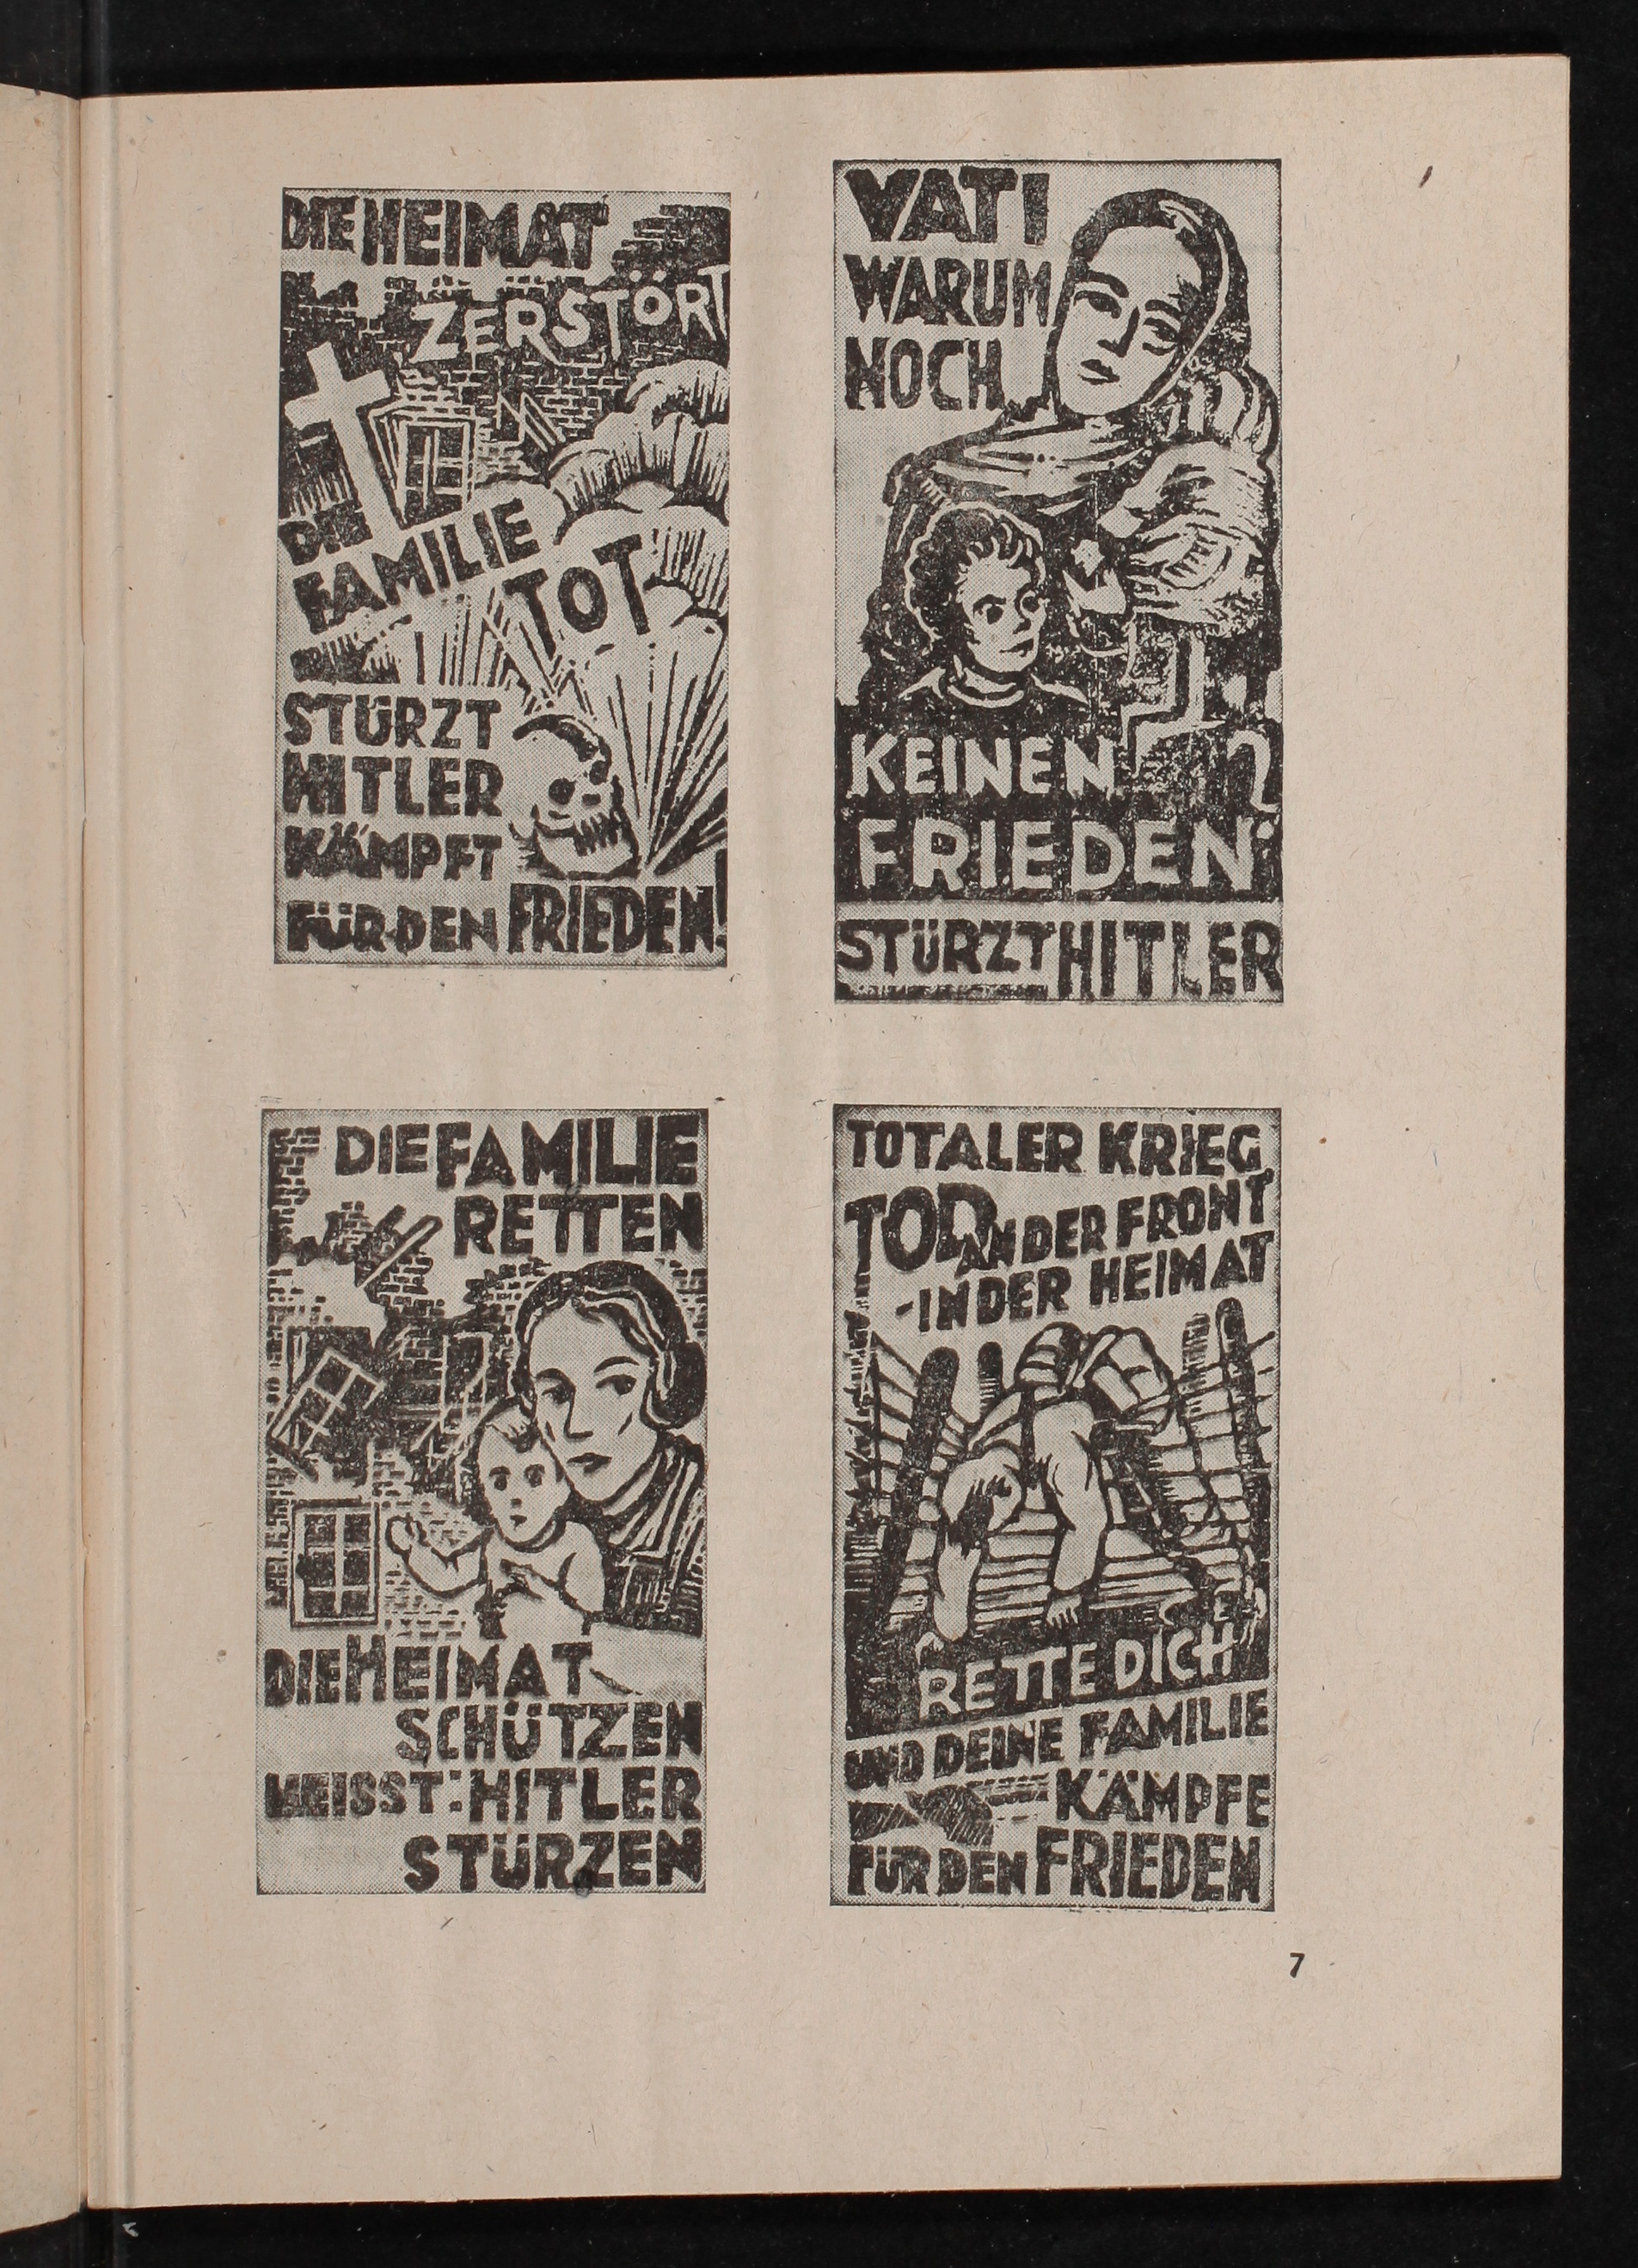 DIE HEIMAT
ZERSTÖRT
DIE
FAMILIE
TOT
STÜRZT
HITLER
KÄMPFT
FÜR DEN FRIEDEN!
VATI
WARUM
NOCH
KEINEN
FRIEDEN
STÜRZT HITLER
DIE FAMILIE
RETTEN
DIE HEIMAT
SCHÜTZEN
HEISST: HITLER
STÜRZEN
TOTALER KRIEG
TOD AN DER FRONT
-IN DER HEIMAT
RETTE DICH
UND DEINE FAMILIE
KÄMPFE
FÜR DEN FRIEDEN
7